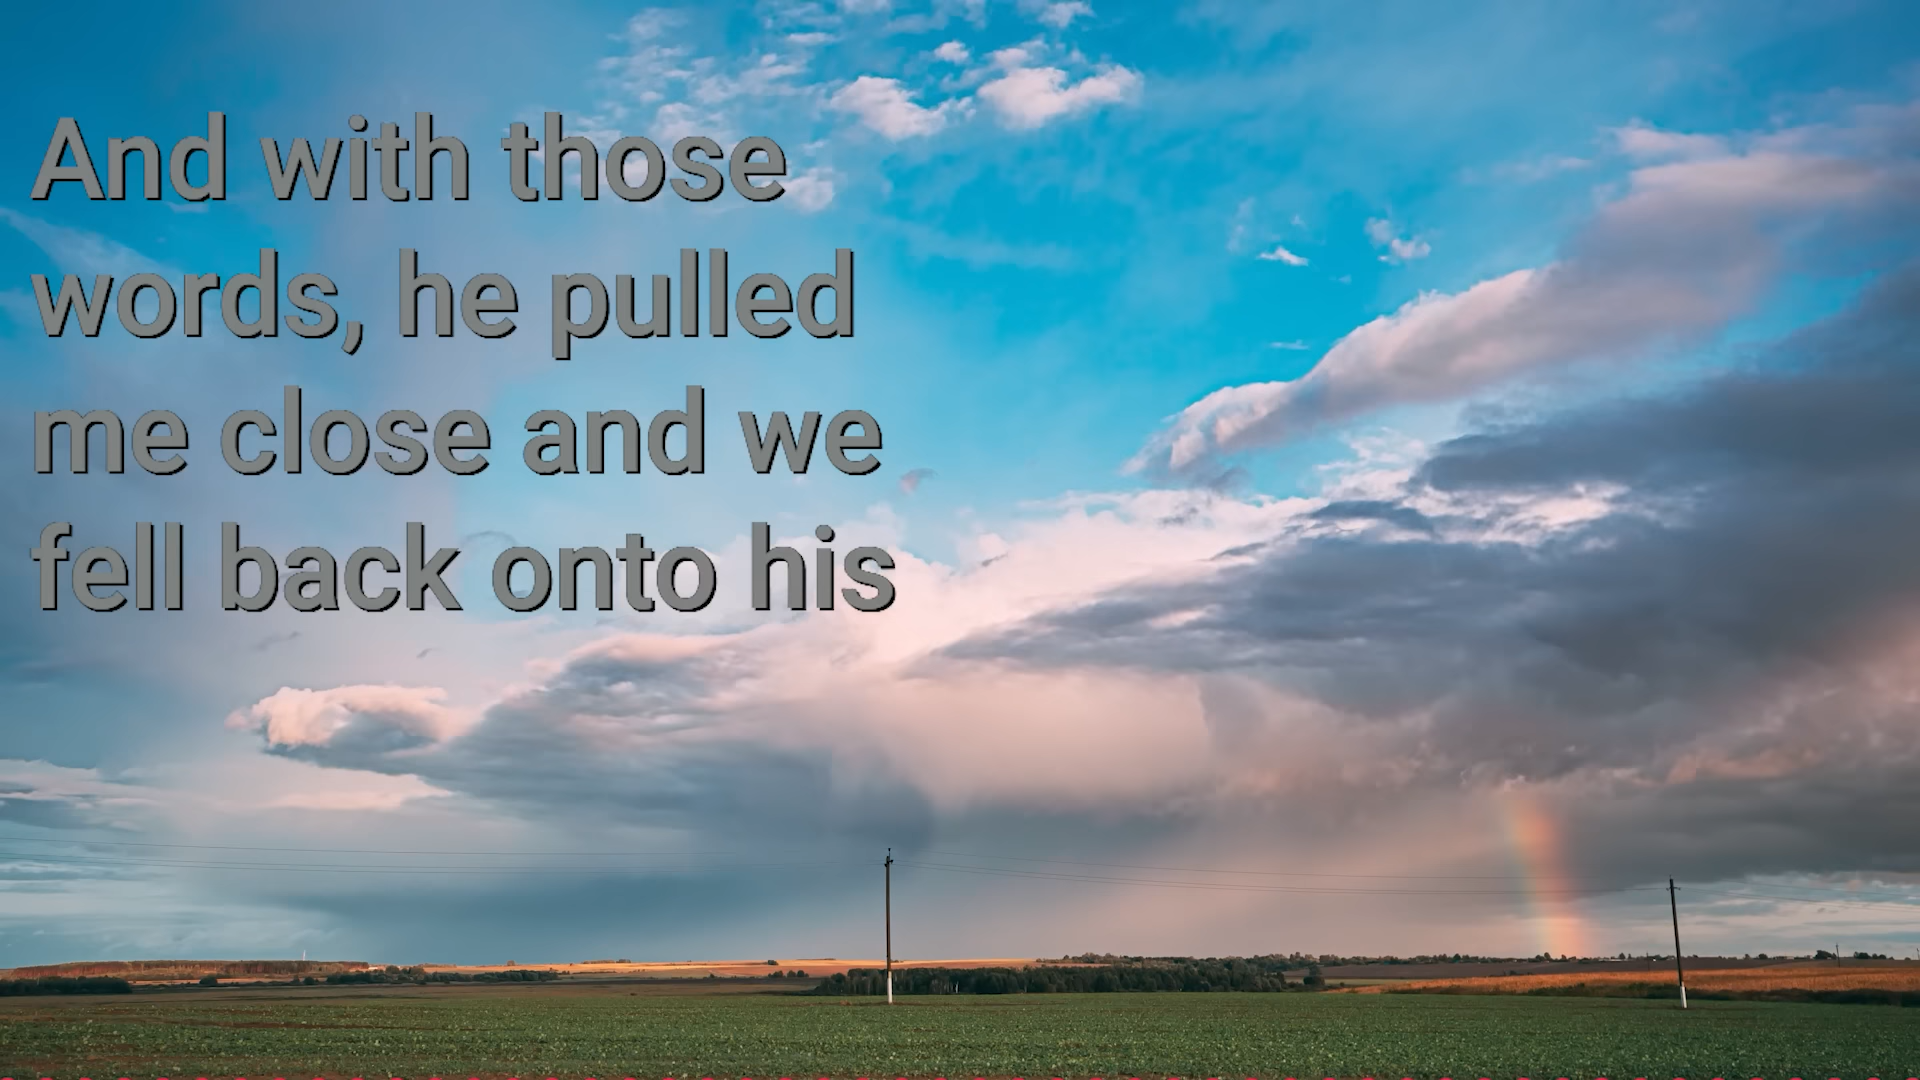 And with those
words, he pulled
me close and we
fell back onto his